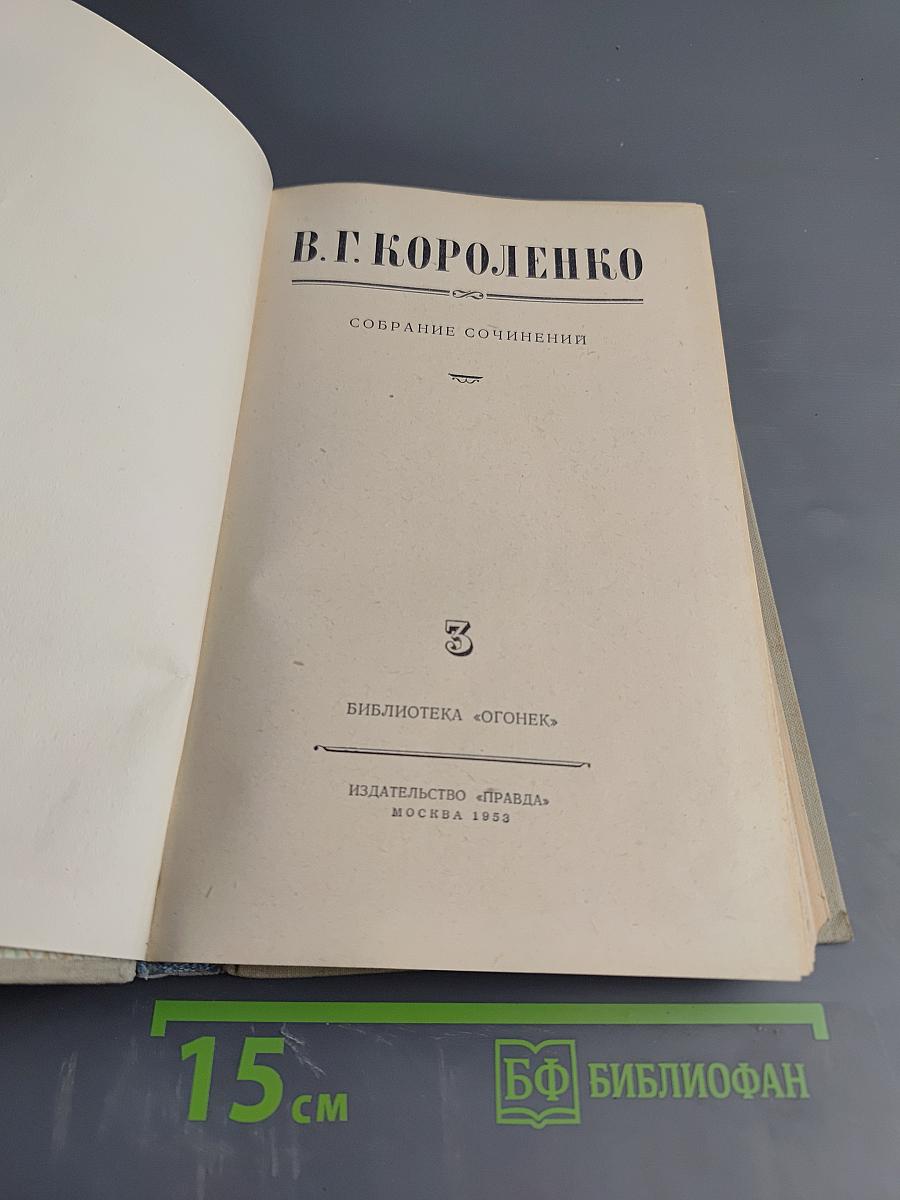 В. Г. КОРОЛЕНКО
СОБРАНИЕ СОЧИНЕНИЙ
3
БИБЛИОТЕКА «ОГОНЕК»
ИЗДАТЕЛЬСТВО «ПРАВДА»
МОСКВА 1953
15 см
БФ БИБЛИОФАН